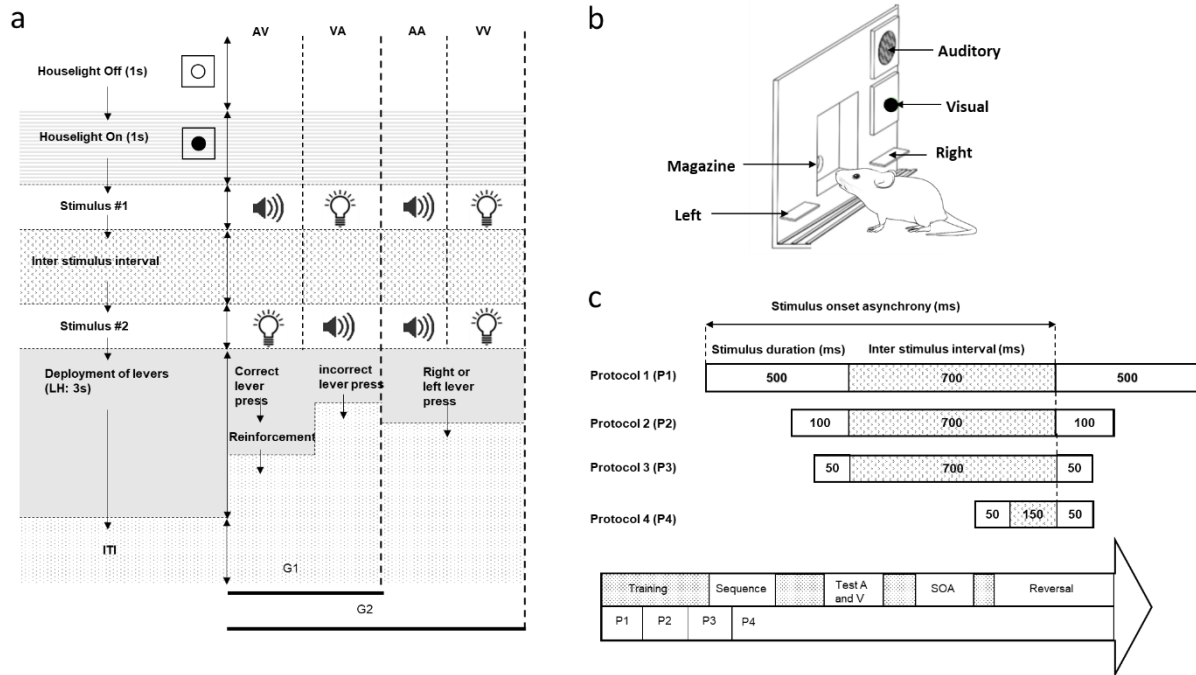 a
AV VA AA VV
Houselight Off (1s)
Houselight On (1s)
Stimulus #1
Inter stimulus interval
Stimulus #2
Deployment of levers
(LH: 3s)
Correct
lever
press
Reinforcement
incorrect
lever press
Right or
left lever
press
ITI
G1
G2
b
Auditory
Visual
Right
Magazine
Left
c
Stimulus onset asynchrony (ms)
Stimulus duration (ms) Inter stimulus interval (ms)
Protocol 1 (P1) 500 700 500
Protocol 2 (P2) 100 700 100
Protocol 3 (P3) 50 700 50
Protocol 4 (P4) 50 150 50
Training Sequence Test A
and V SOA Reversal
P1 P2 P3 P4